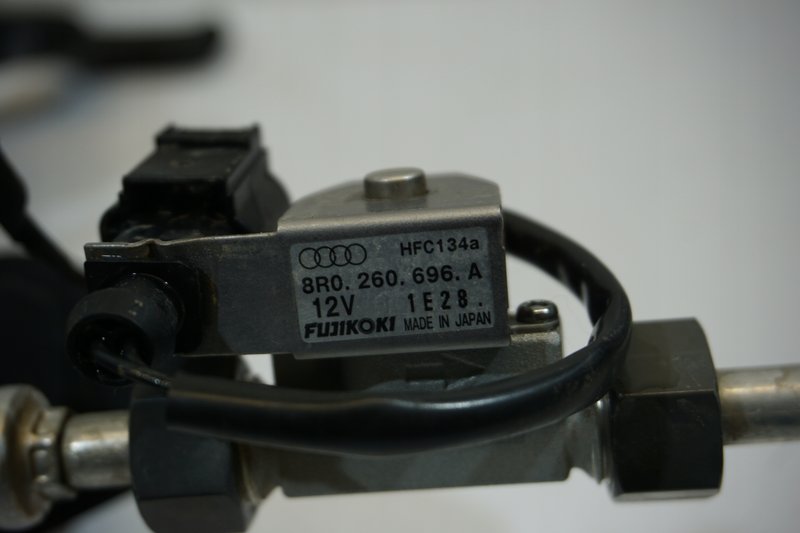 HFC134a
8R0. 260. 696. A
12V 1E28.
FUJIKOKI MADE IN JAPAN